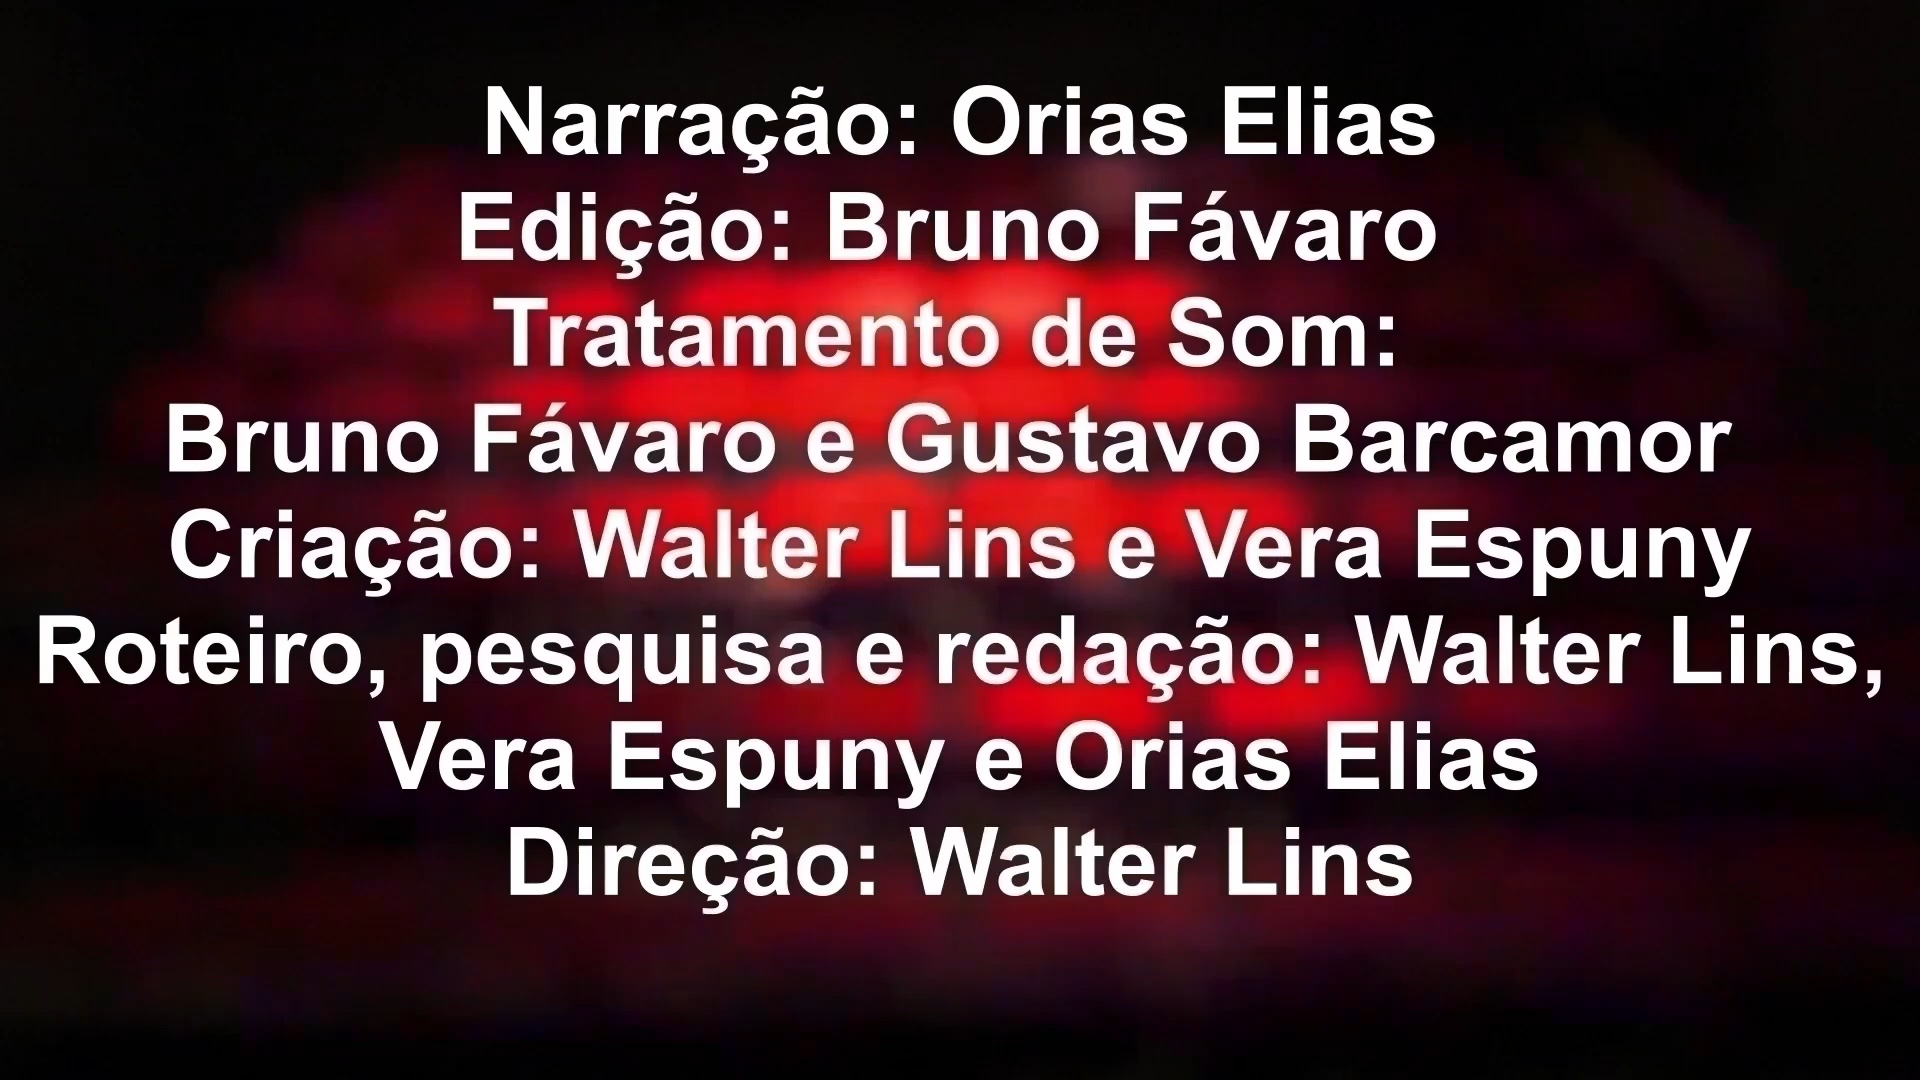 Narração: Orias Elias
Edição: Bruno Fávaro
Tratamento de Som:
Bruno Fávaro e Gustavo Barcamor
Criação: Walter Lins e Vera Espuny
Roteiro, pesquisa e redação: Walter Lins,
Vera Espuny e Orias Elias
Direção: Walter Lins